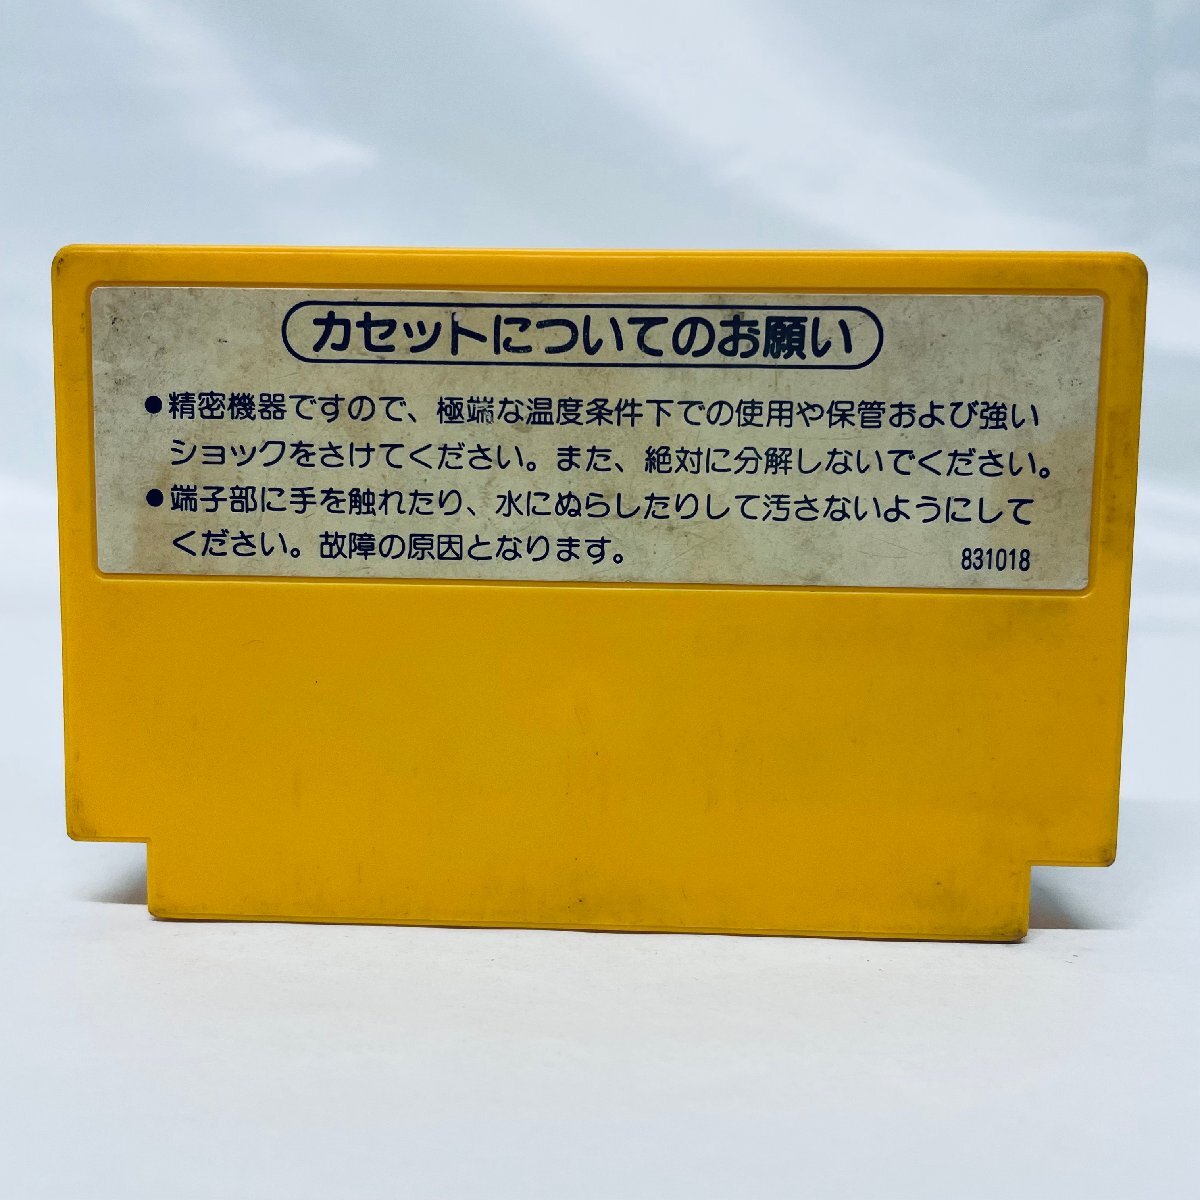 カセットについてのお願い
●精密機器ですので、極端な温度条件下での使用や保管および強い
ショックをさけてください。また、絶対に分解しないでください。
●端子部に手を触れたり、水にぬらしたりして汚さないようにして
ください。故障の原因となります。
831018